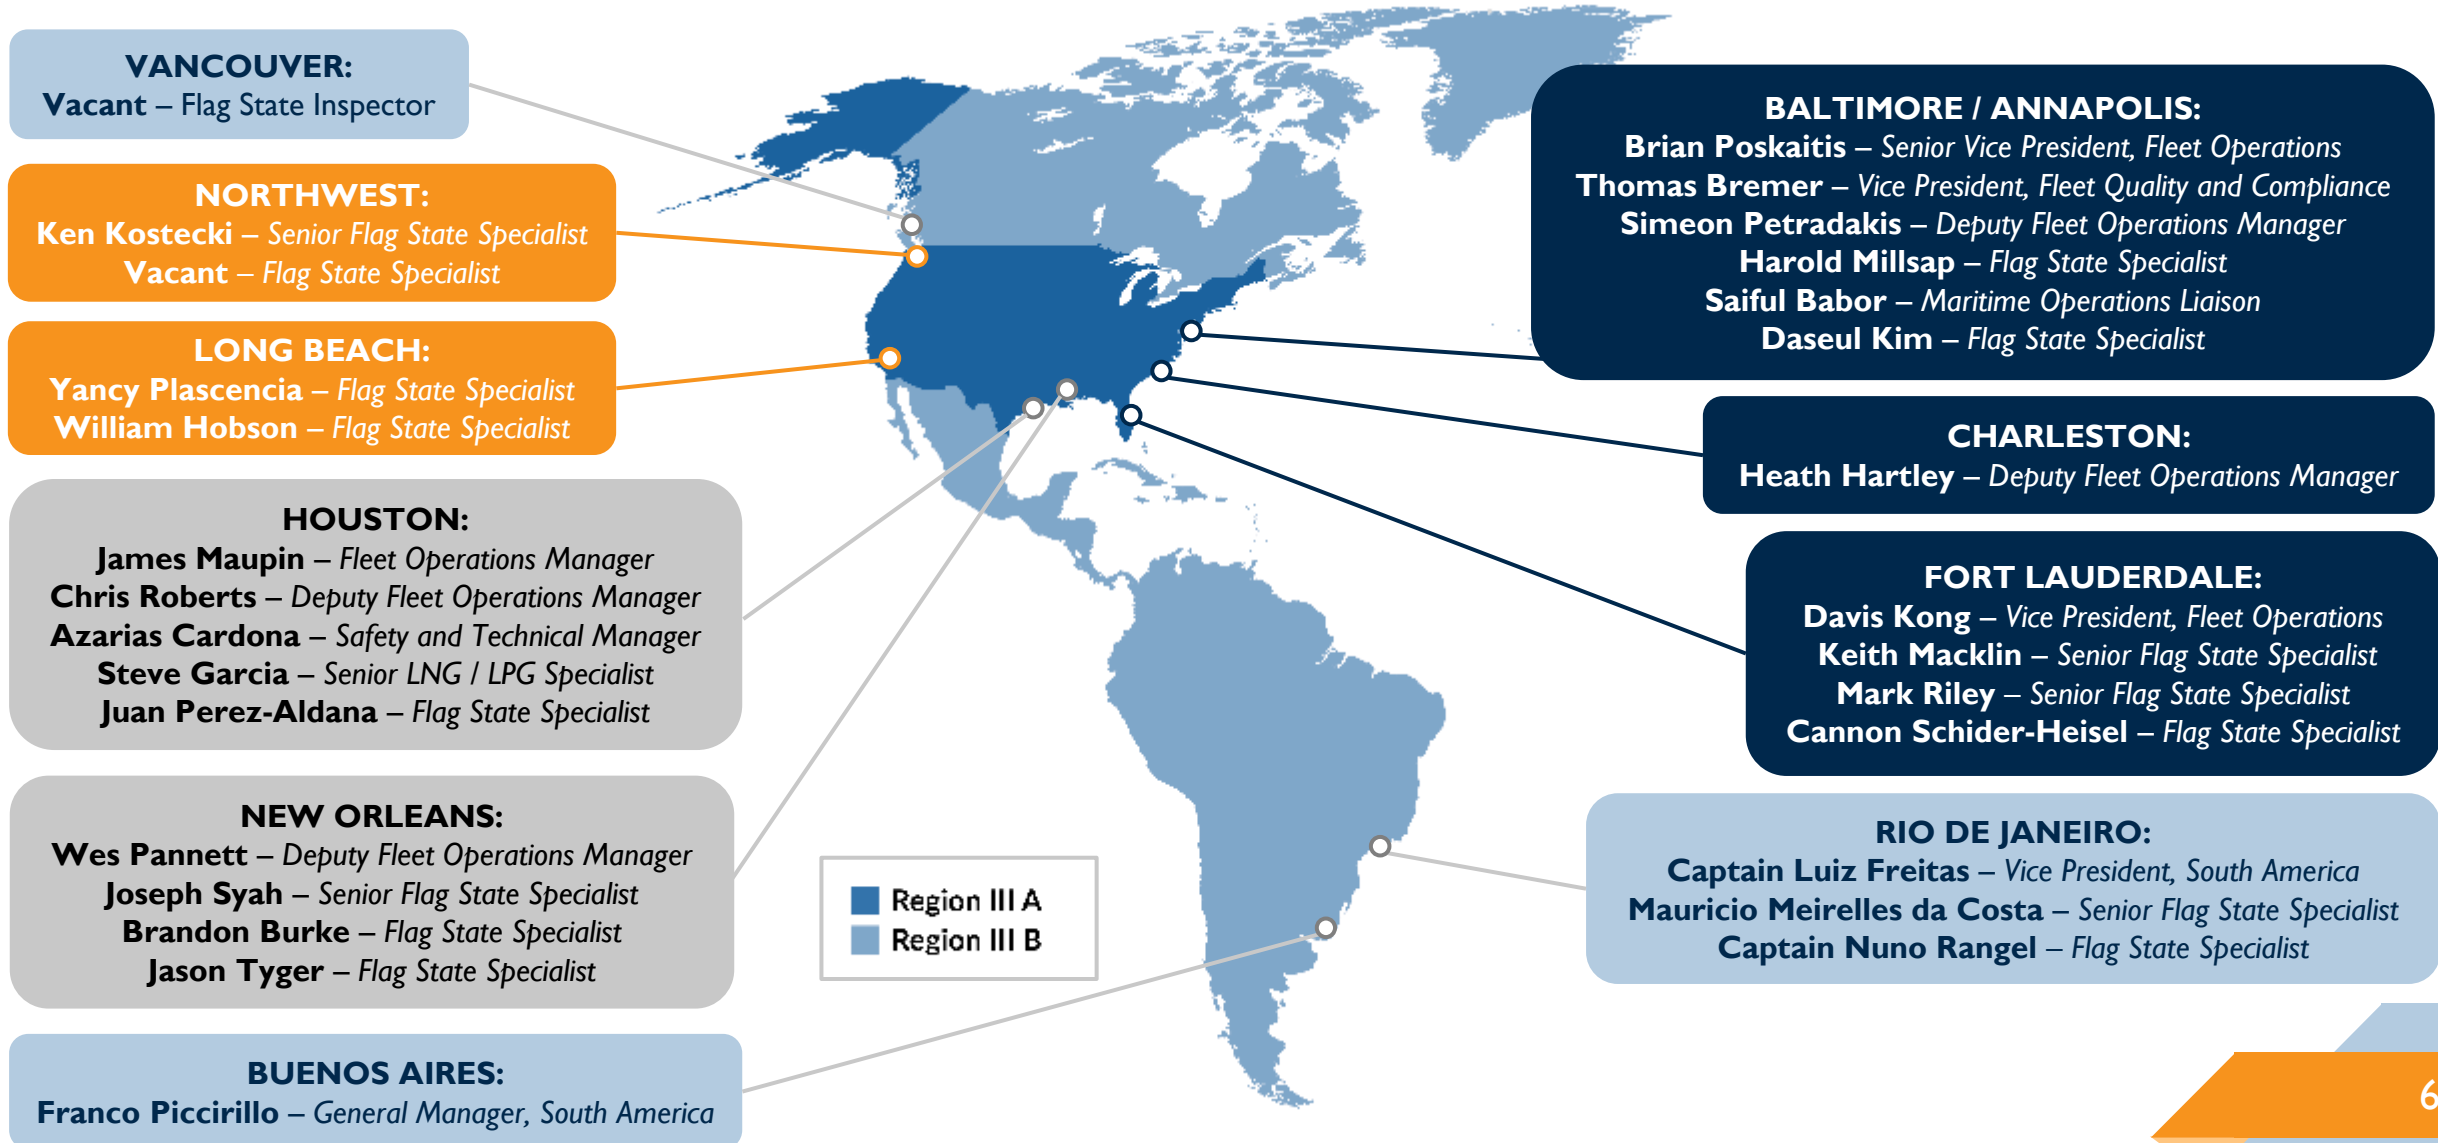 VANCOUVER:
Vacant – Flag State Inspector
NORTHWEST:
Ken Kostecki – Senior Flag State Specialist
Vacant – Flag State Specialist
LONG BEACH:
Yancy Plascencia – Flag State Specialist
William Hobson – Flag State Specialist
HOUSTON:
James Maupin – Fleet Operations Manager
Chris Roberts – Deputy Fleet Operations Manager
Azarias Cardona – Safety and Technical Manager
Steve Garcia – Senior LNG / LPG Specialist
Juan Perez-Aldana – Flag State Specialist
NEW ORLEANS:
Wes Pannett – Deputy Fleet Operations Manager
Joseph Syah – Senior Flag State Specialist
Brandon Burke – Flag State Specialist
Jason Tyger – Flag State Specialist
BUENOS AIRES:
Franco Piccirillo – General Manager, South America
Region III A
Region III B
BALTIMORE / ANNAPOLIS:
Brian Poskaitis – Senior Vice President, Fleet Operations
Thomas Bremer – Vice President, Fleet Quality and Compliance
Simeon Petradakis – Deputy Fleet Operations Manager
Harold Millsap – Flag State Specialist
Saiful Babor – Maritime Operations Liaison
Daseul Kim – Flag State Specialist
CHARLESTON:
Heath Hartley – Deputy Fleet Operations Manager
FORT LAUDERDALE:
Davis Kong – Vice President, Fleet Operations
Keith Macklin – Senior Flag State Specialist
Mark Riley – Senior Flag State Specialist
Cannon Schider-Heisel – Flag State Specialist
RIO DE JANEIRO:
Captain Luiz Freitas – Vice President, South America
Mauricio Meirelles da Costa – Senior Flag State Specialist
Captain Nuno Rangel – Flag State Specialist
6